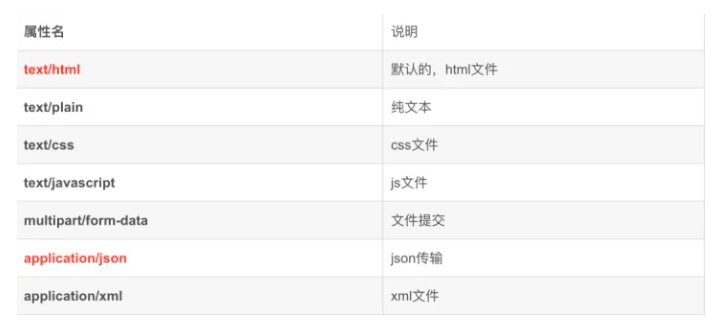 属性名 说明
text/html 默认的，html文件
text/plain 纯文本
text/css css文件
text/javascript js文件
multipart/form-data 文件提交
application/json json传输
application/xml xml文件